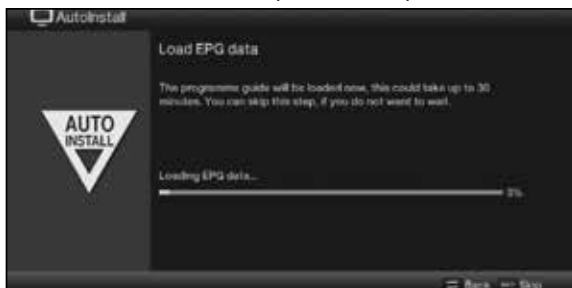 AutoInstall
Load EPG data
The programme guide will be loaded now, this could take up to 30
minutes. You can skip this step, if you do not want to wait.
AUTO
INSTALL
Loading EPG data...
3%
Back Skip